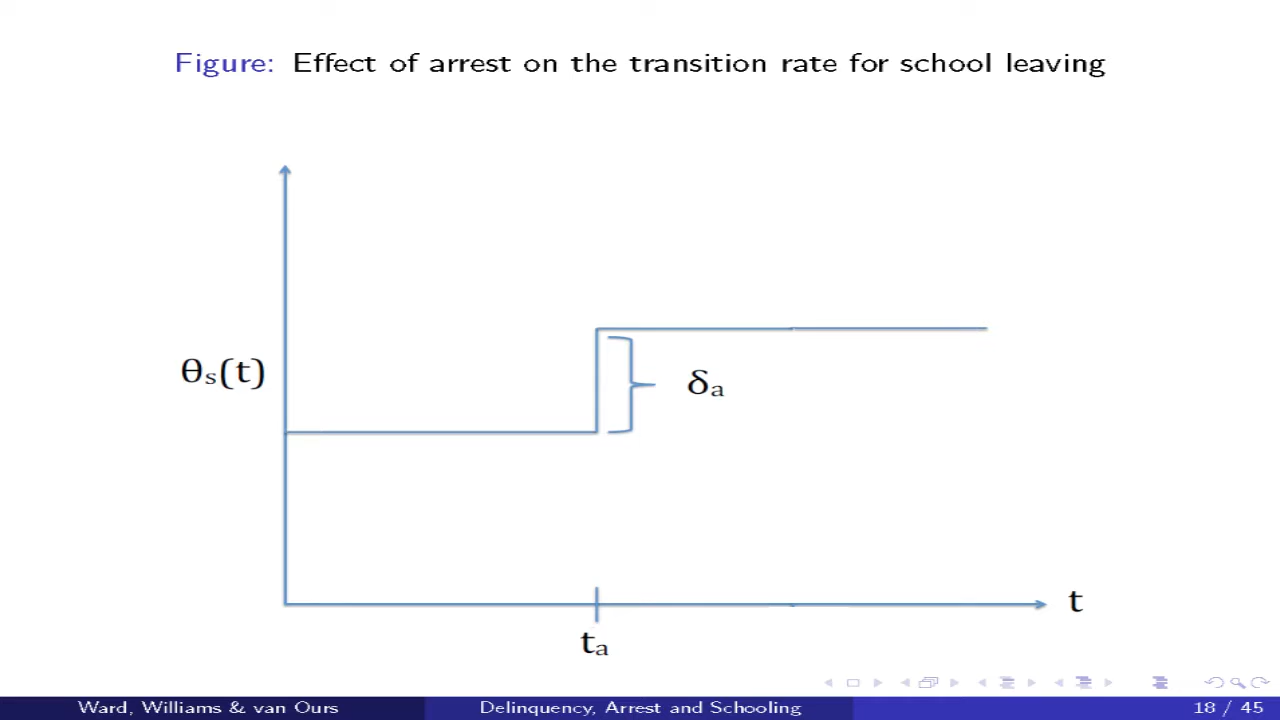 Figure: Effect of arrest on the transition rate for school leaving
θs(t)
δa
t
ta
Ward, Williams & van Ours
Delinquency, Arrest and Schooling
18 / 45